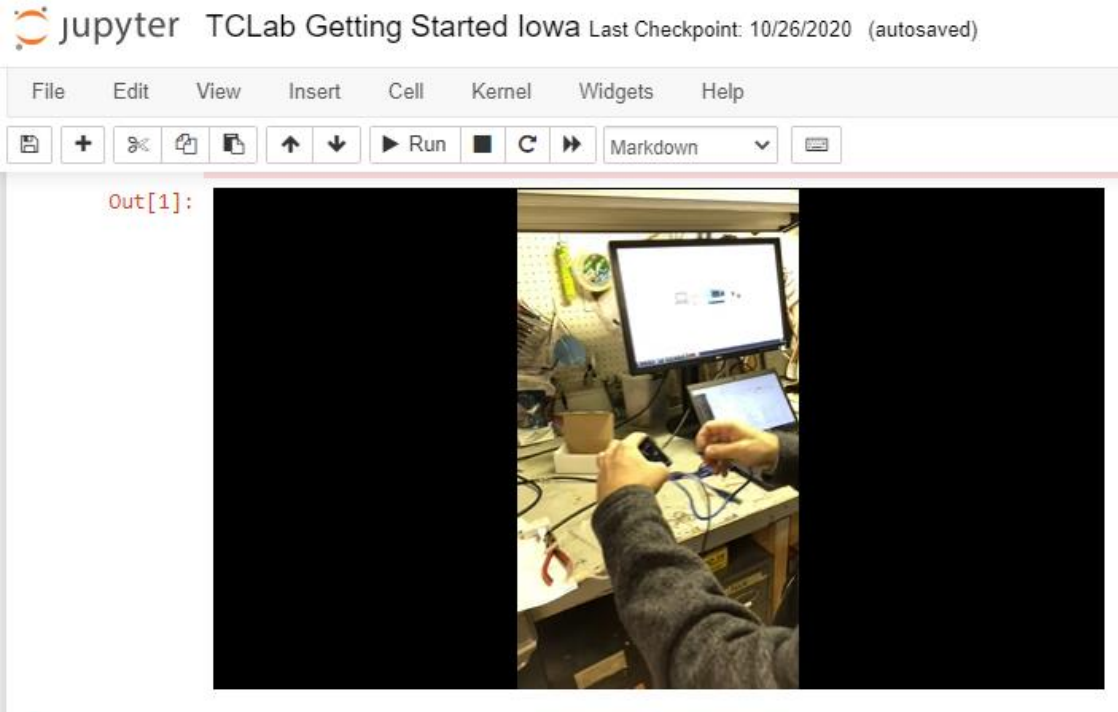 jupyter TCLab Getting Started Iowa Last Checkpoint: 10/26/2020 (autosaved)
File Edit View Insert Cell Kernel Widgets Help
Run Markdown
Out[1]: